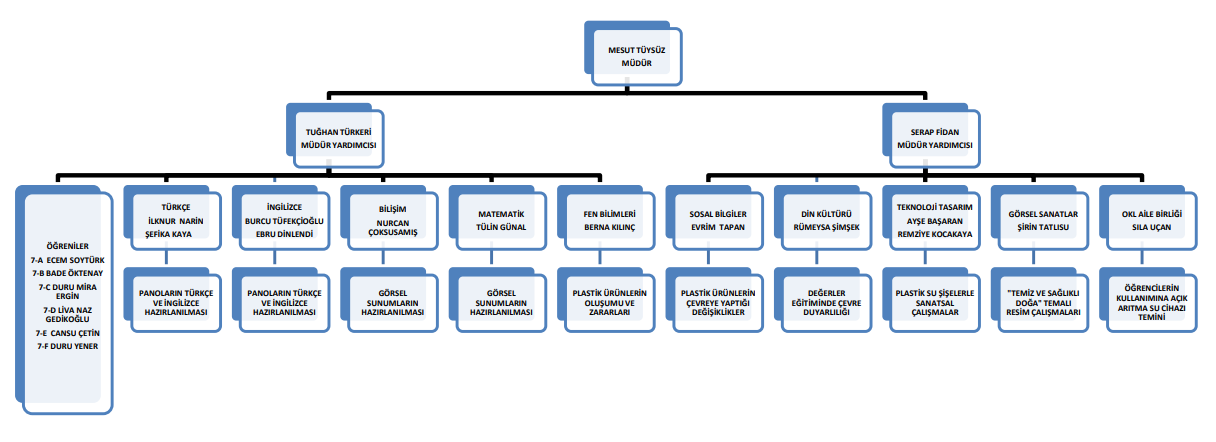 MESUT TÜYSÜZ
MÜDÜR
TUĞHAN TÜRKERİ
MÜDÜR YARDIMCISI
SERAP FİDAN
MÜDÜR YARDIMCISI
ÖĞRENİLER
7-A ECEM SOYTÜRK
7-B BADE ÖKTENAY
7-C DURU MİRA
ERGİN
7-D LİVA NAZ
GEDİKOĞLU
7-E CANSU ÇETİN
7-F DURU YENER
TÜRKÇE
İLKNUR NARİN
ŞEFİKA KAYA
İNGİLİZCE
BURCU TÜFEKÇİOĞLU
EBRU DİNLENDİ
BİLİŞİM
NURCAN
ÇOKSUSAMIŞ
MATEMATİK
TÜLİN GÜNAL
FEN BİLİMLERİ
BERNA KILINÇ
SOSAL BİLGİLER
EVRİM TAPAN
DİN KÜLTÜRÜ
RÜMEYSA ŞİMŞEK
TEKNOLOJİ TASARIM
AYŞE BAŞARAN
REMZİYE KOCAKAYA
GÖRSEL SANATLAR
ŞİRİN TATLISU
OKL AİLE BİRLİĞİ
SILA UÇAN
PANOLARIN TÜRKÇE
VE İNGİLİZCE
HAZIRLANILMASI
PANOLARIN TÜRKÇE
VE İNGİLİZCE
HAZIRLANILMASI
GÖRSEL
SUNUMLARIN
HAZIRLANILMASI
GÖRSEL
SUNUMLARIN
HAZIRLANILMASI
PLASTİK ÜRÜNLERİN
OLUŞUMU VE
ZARARLARI
PLASTİK ÜRÜNLERİN
ÇEVREYE YAPTIĞI
DEĞİŞİKLİKLER
DEĞERLER
EĞİTİMİNDE ÇEVRE
DUYARLILIĞI
PLASTİK SU ŞİŞELERLE
SANATSAL
ÇALIŞMALAR
"TEMİZ VE SAĞLIKLI
DOĞA" TEMALI
RESİM ÇALIŞMALARI
ÖĞRENCİLERİN
KULLANIMINA AÇIK
ARITMA SU CİHAZI
TEMİNİ